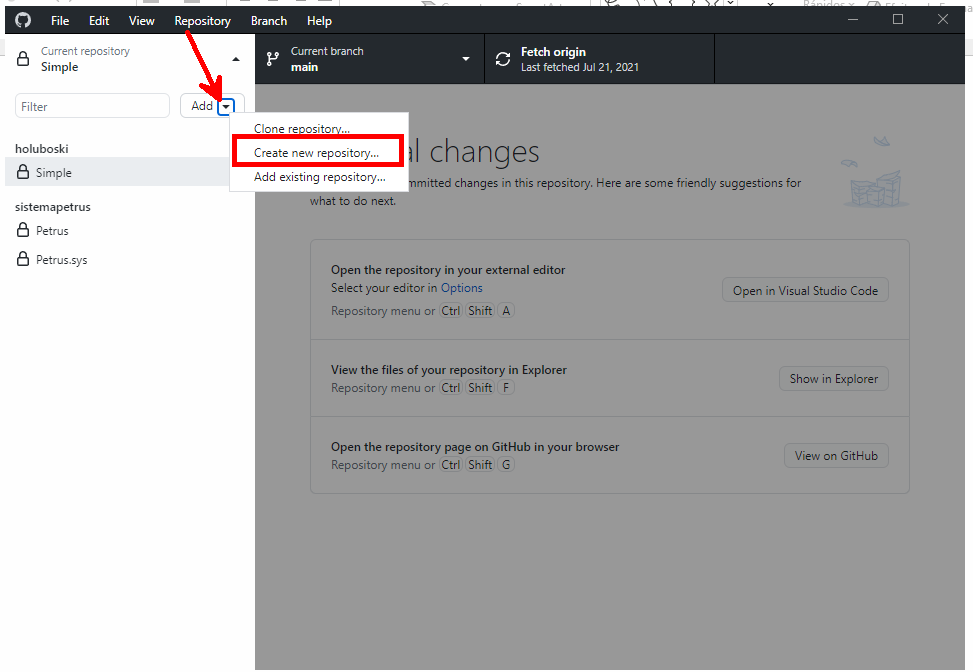 File Edit View Repository Branch Help
Current repository
Simple
Current branch
main
Fetch origin
Last fetched Jul 21, 2021
Filter
Add
Clone repository...
Create new repository...
Add existing repository...
holuboski
Simple
sistemapetrus
Petrus
Petrus.sys
changes
in this repository. Here are some friendly suggestions for
what to do next.
Open the repository in your external editor
Select your editor in Options
Repository menu or Ctrl Shift A
Open in Visual Studio Code
View the files of your repository in Explorer
Repository menu or Ctrl Shift F
Show in Explorer
Open the repository page on GitHub in your browser
Repository menu or Ctrl Shift G
View on GitHub